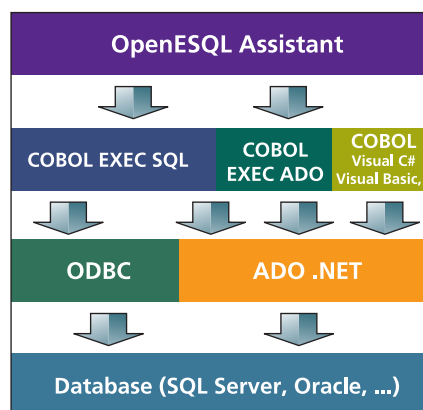 OpenESQL Assistant
COBOL EXEC SQL
COBOL
EXEC ADO
COBOL
Visual C#
Visual Basic,
ODBC
ADO .NET
Database (SQL Server, Oracle, ...)